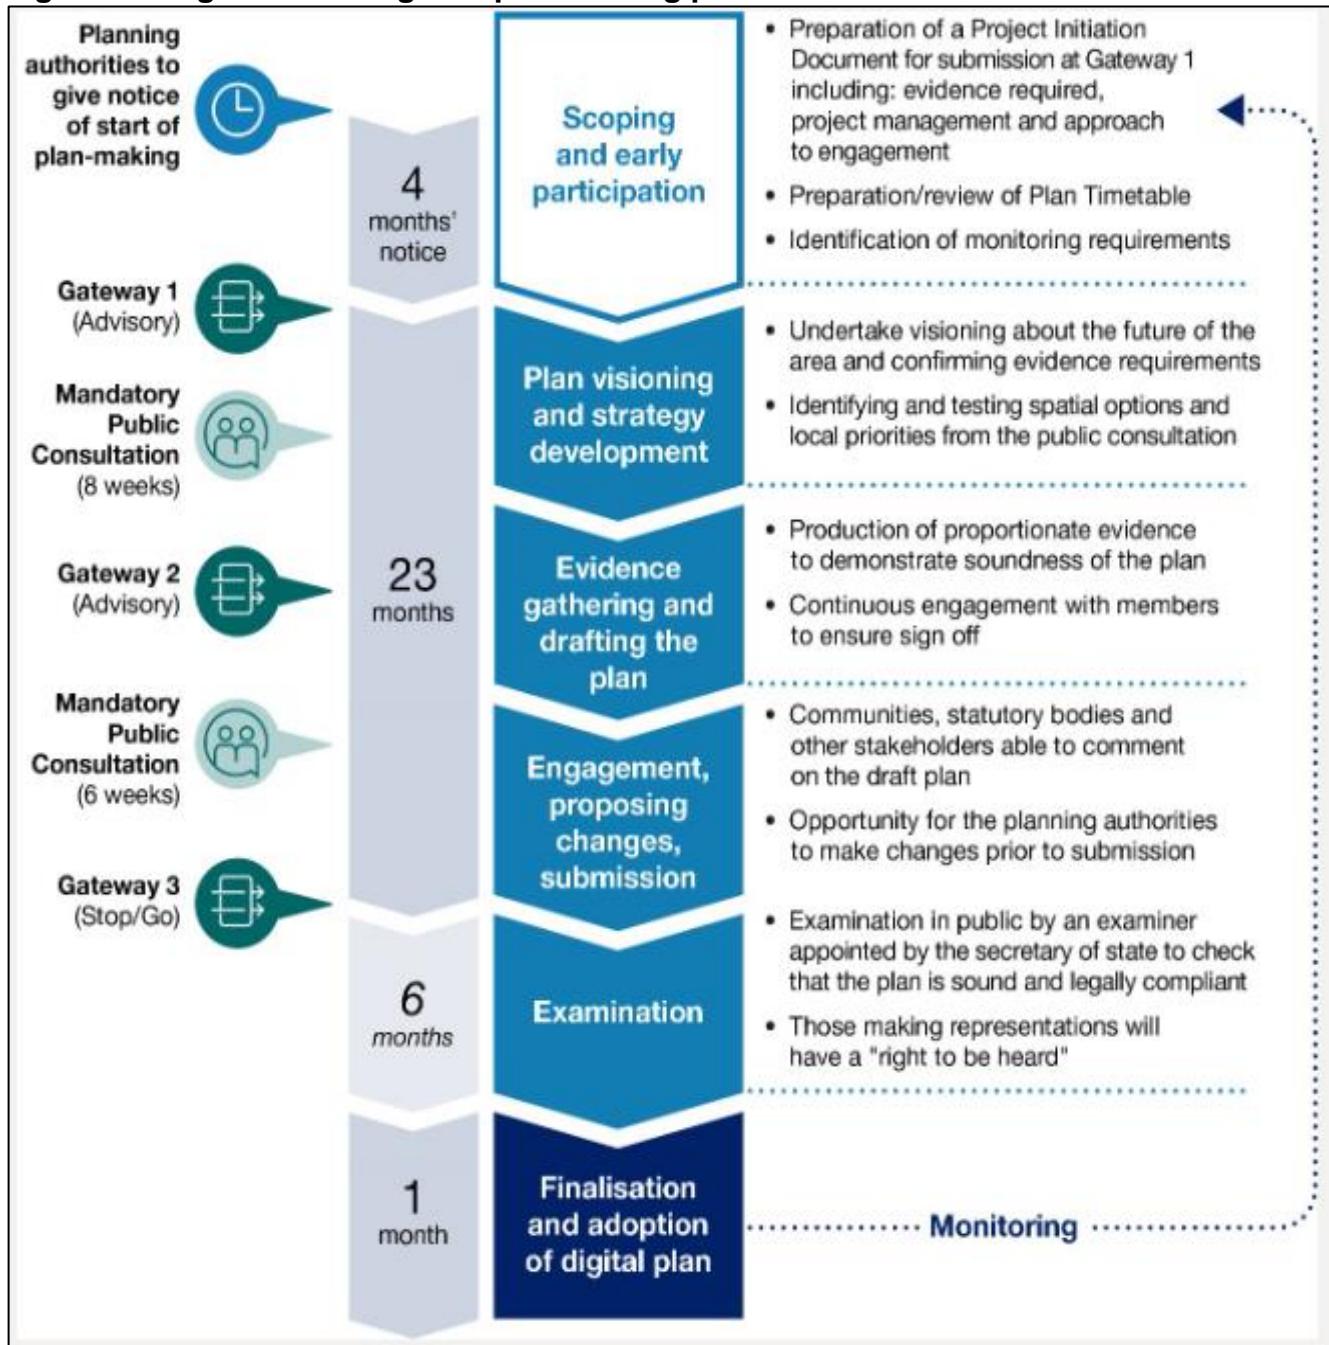 Planning
authorities to
give notice
of start of
plan-making
4
months'
notice
Scoping
and early
participation
• Preparation of a Project Initiation
Document for submission at Gateway 1
including: evidence required,
project management and approach
to engagement
• Preparation/review of Plan Timetable
• Identification of monitoring requirements
Gateway 1
(Advisory)
Mandatory
Public
Consultation
(8 weeks)
Plan visioning
and strategy
development
• Undertake visioning about the future of the
area and confirming evidence requirements
• Identifying and testing spatial options and
local priorities from the public consultation
Gateway 2
(Advisory)
23
months
Evidence
gathering and
drafting the
plan
• Production of proportionate evidence
to demonstrate soundness of the plan
• Continuous engagement with members
to ensure sign off
Mandatory
Public
Consultation
(6 weeks)
Engagement,
proposing
changes,
submission
• Communities, statutory bodies and
other stakeholders able to comment
on the draft plan
• Opportunity for the planning authorities
to make changes prior to submission
Gateway 3
(Stop/Go)
6
months
Examination
• Examination in public by an examiner
appointed by the secretary of state to check
that the plan is sound and legally compliant
• Those making representations will
have a "right to be heard"
1
month
Finalisation
and adoption
of digital plan
Monitoring